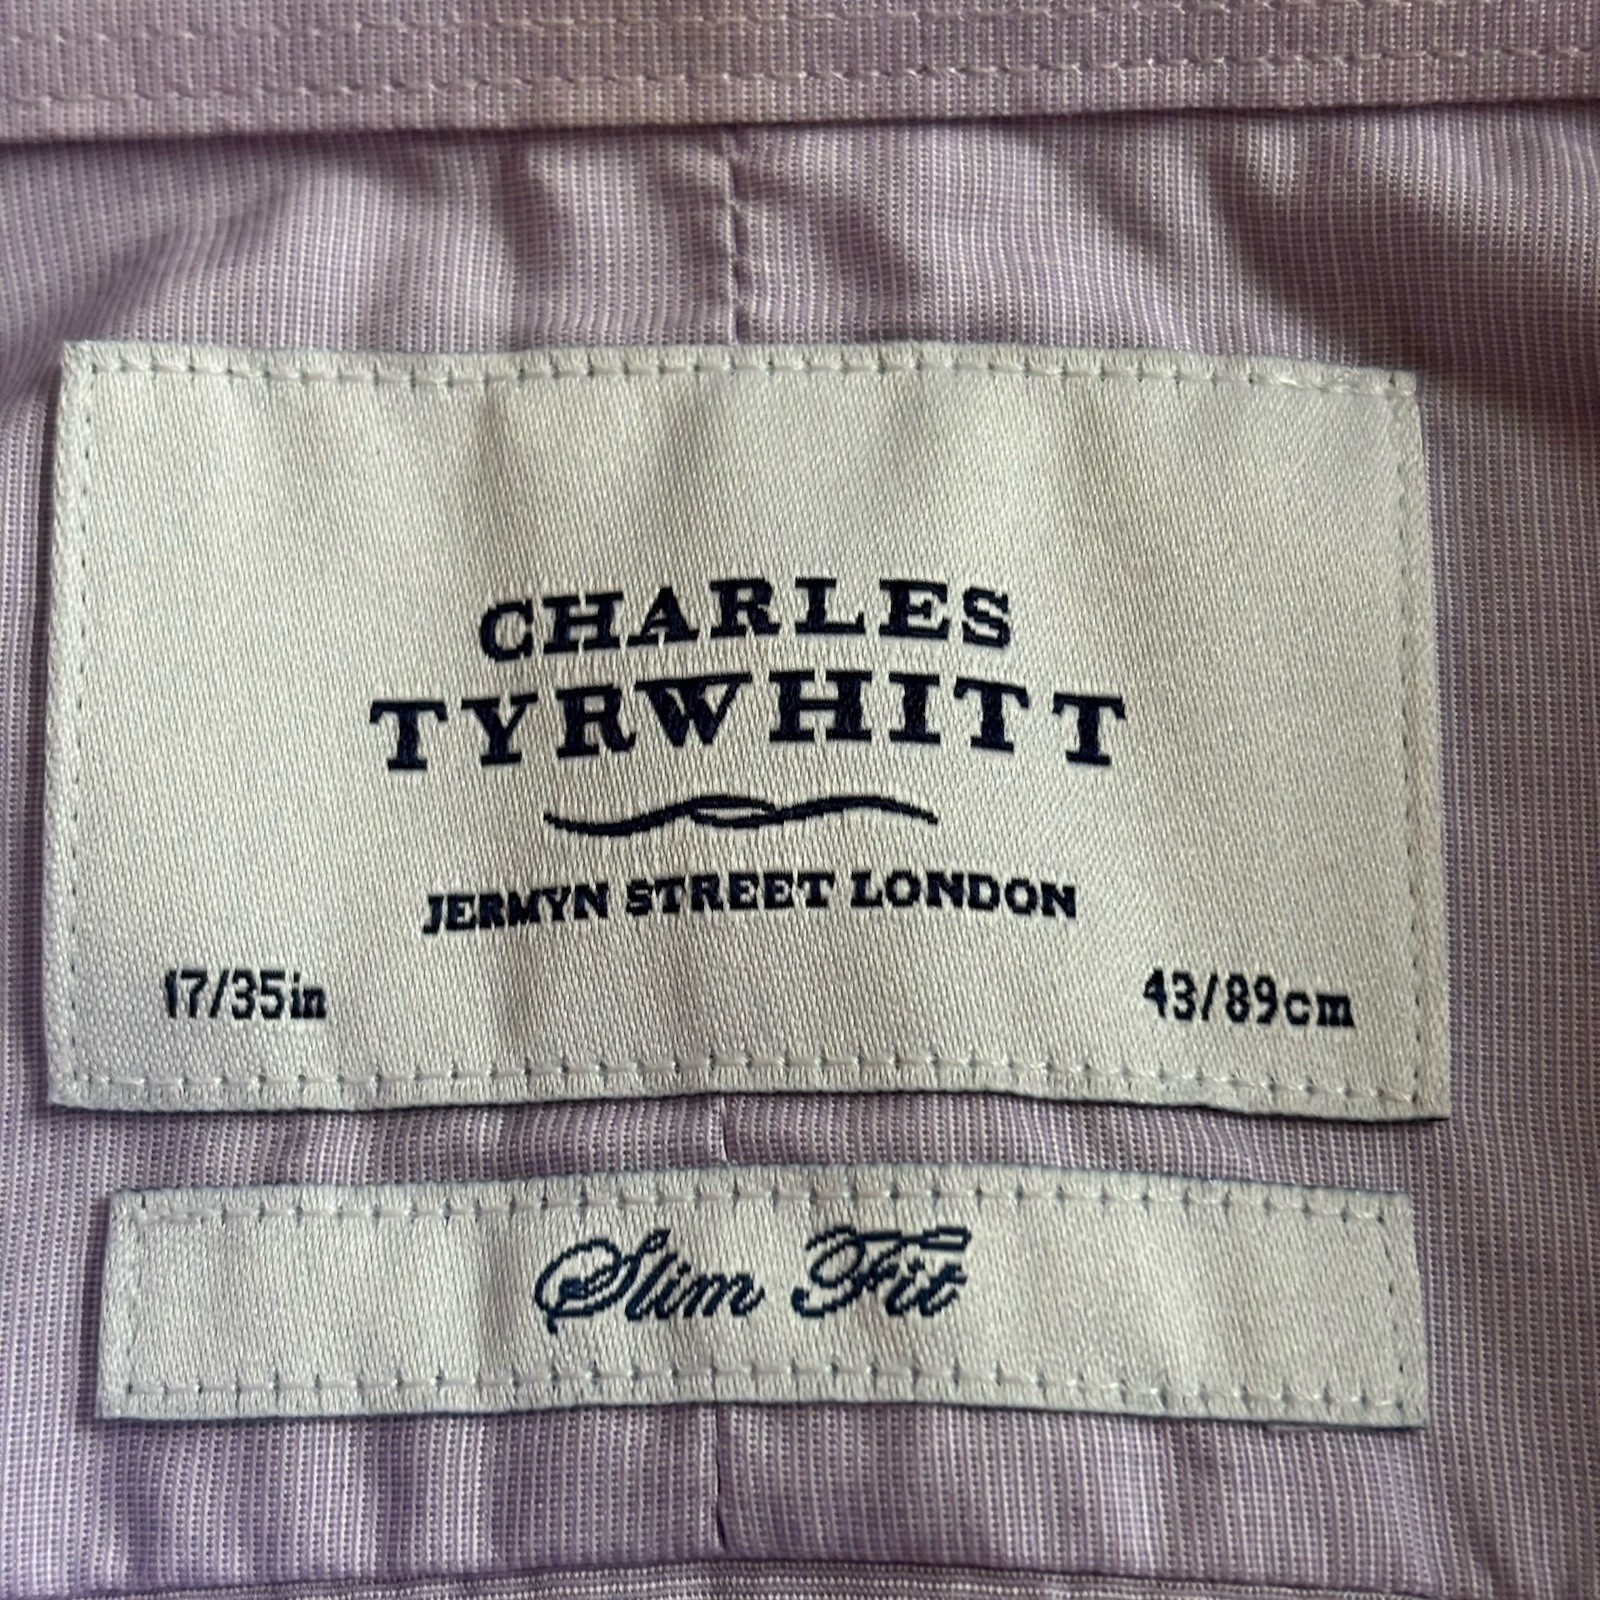 CHARLES
TYRWHITT
JERMYN STREET LONDON
17/35in 43/89cm
Slim Fit